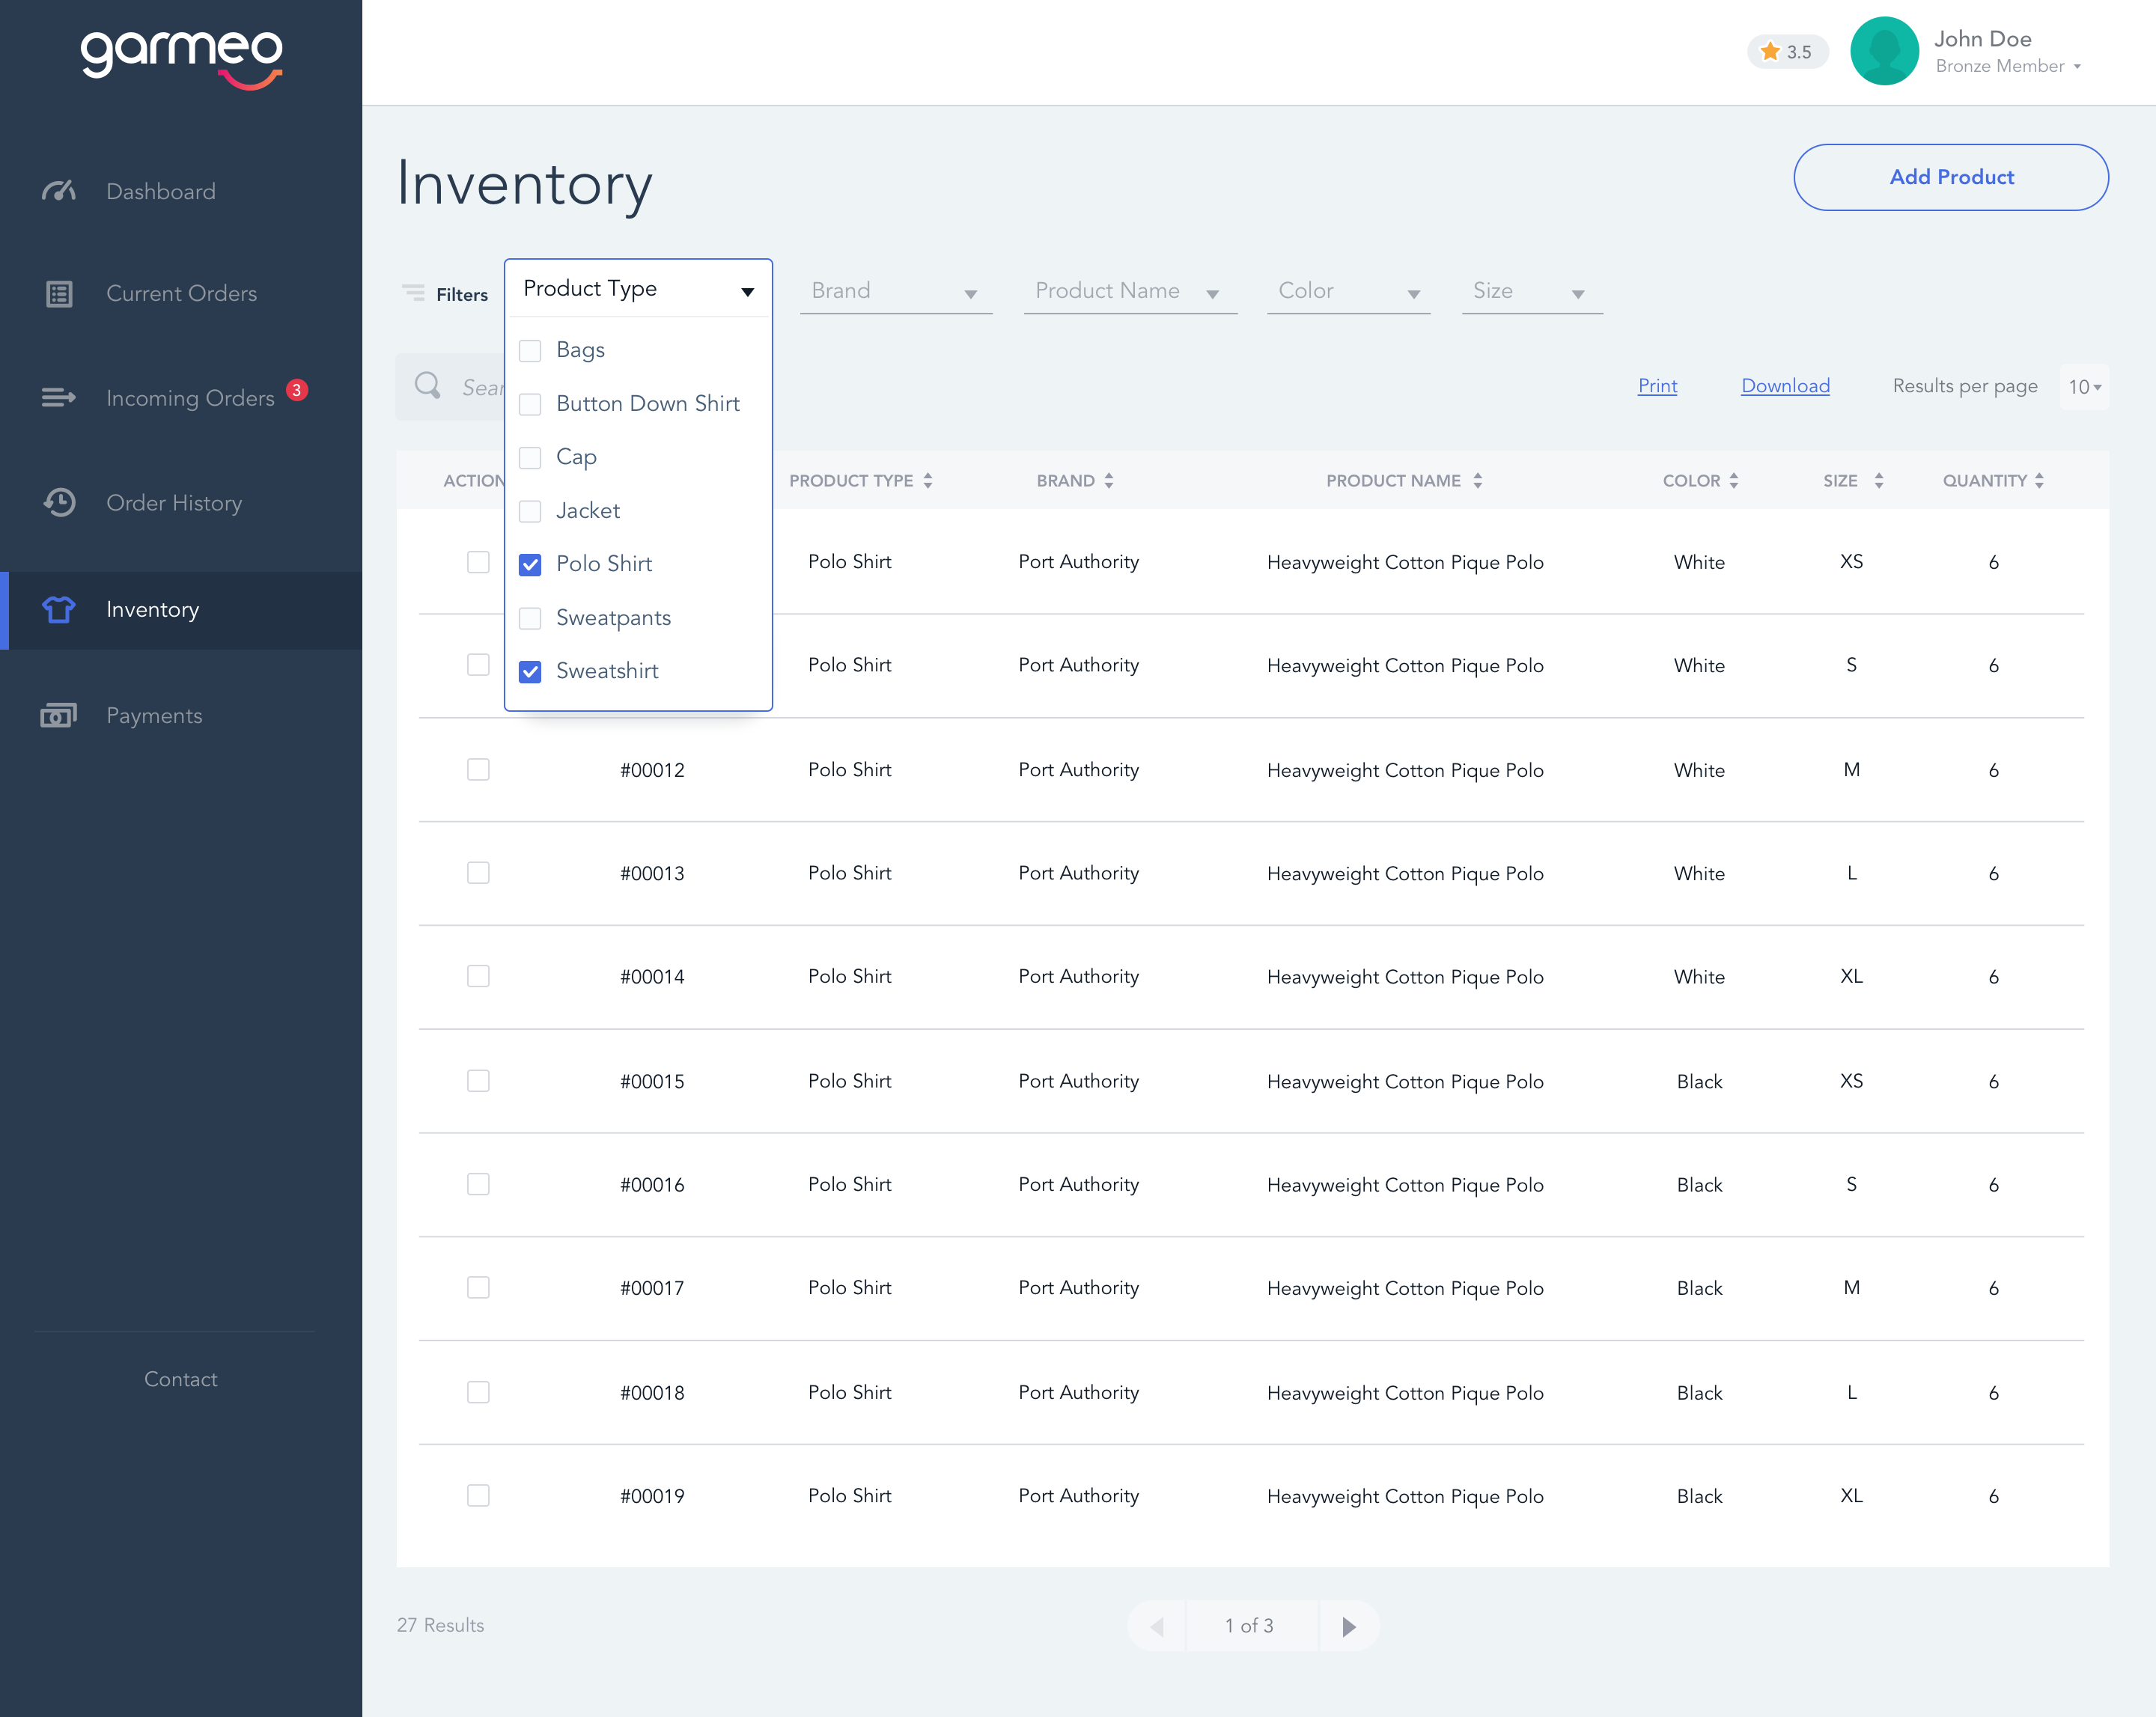 garmeo
3.5
John Doe
Bronze Member
Dashboard
Current Orders
Incoming Orders 3
Order History
Inventory
Payments
Contact
Inventory
Add Product
Filters
Product Type
Brand
Product Name
Color
Size
Bags
Button Down Shirt
Cap
Jacket
Polo Shirt
Sweatpants
Sweatshirt
Print
Download
Results per page
10
PRODUCT TYPE BRAND PRODUCT NAME COLOR SIZE QUANTITY
Polo Shirt Port Authority Heavyweight Cotton Pique Polo White XS 6
Polo Shirt Port Authority Heavyweight Cotton Pique Polo White S 6
#00012 Polo Shirt Port Authority Heavyweight Cotton Pique Polo White M 6
#00013 Polo Shirt Port Authority Heavyweight Cotton Pique Polo White L 6
#00014 Polo Shirt Port Authority Heavyweight Cotton Pique Polo White XL 6
#00015 Polo Shirt Port Authority Heavyweight Cotton Pique Polo Black XS 6
#00016 Polo Shirt Port Authority Heavyweight Cotton Pique Polo Black S 6
#00017 Polo Shirt Port Authority Heavyweight Cotton Pique Polo Black M 6
#00018 Polo Shirt Port Authority Heavyweight Cotton Pique Polo Black L 6
#00019 Polo Shirt Port Authority Heavyweight Cotton Pique Polo Black XL 6
27 Results
1 of 3